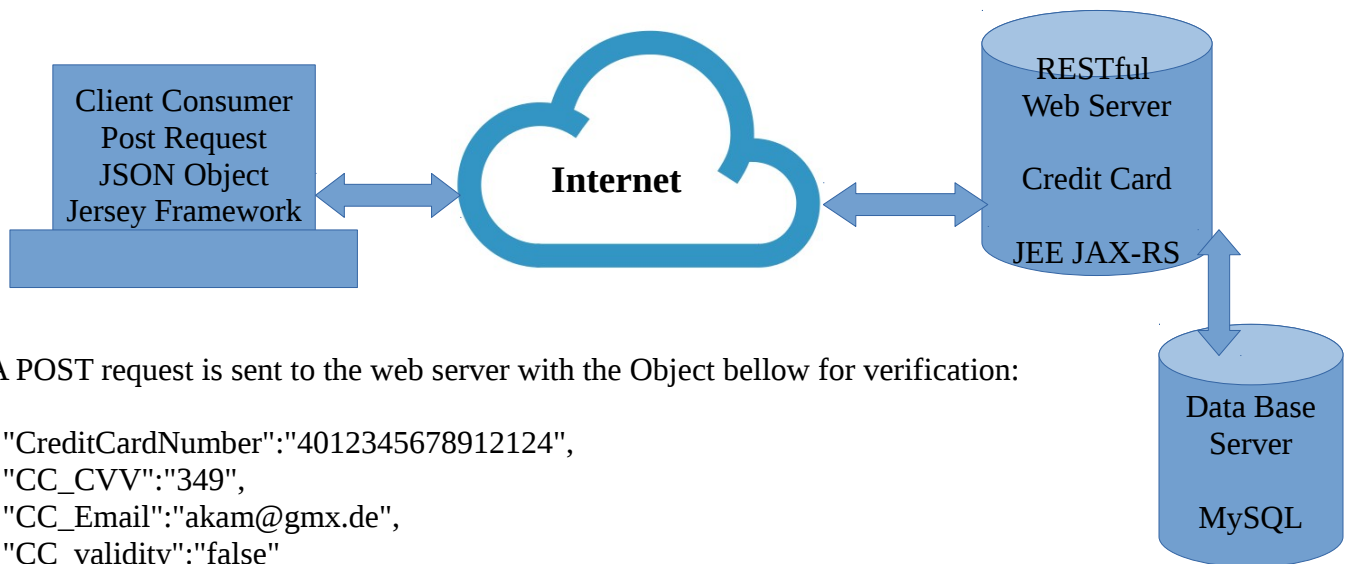 Client Consumer
Post Request
JSON Object
Jersey Framework
Internet
RESTful
Web Server
Credit Card
JEE JAX-RS
A POST request is sent to the web server with the Object bellow for verification:
"CreditCardNumber":"4012345678912124",
"CC_CVV":"349",
"CC_Email":"akam@gmx.de",
"CC_validity":"false"
Data Base
Server
MySQL